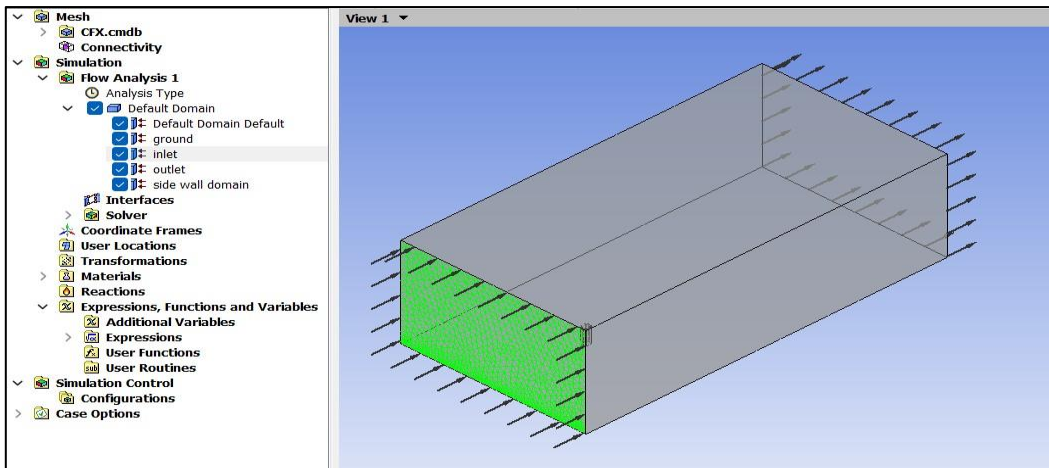 Mesh
CFX.cmdb
Connectivity
Simulation
Flow Analysis 1
Analysis Type
Default Domain
Default Domain Default
ground
inlet
outlet
side wall domain
Interfaces
Solver
Coordinate Frames
User Locations
Transformations
Materials
Reactions
Expressions, Functions and Variables
Additional Variables
Expressions
User Functions
User Routines
Simulation Control
Configurations
Case Options
View 1